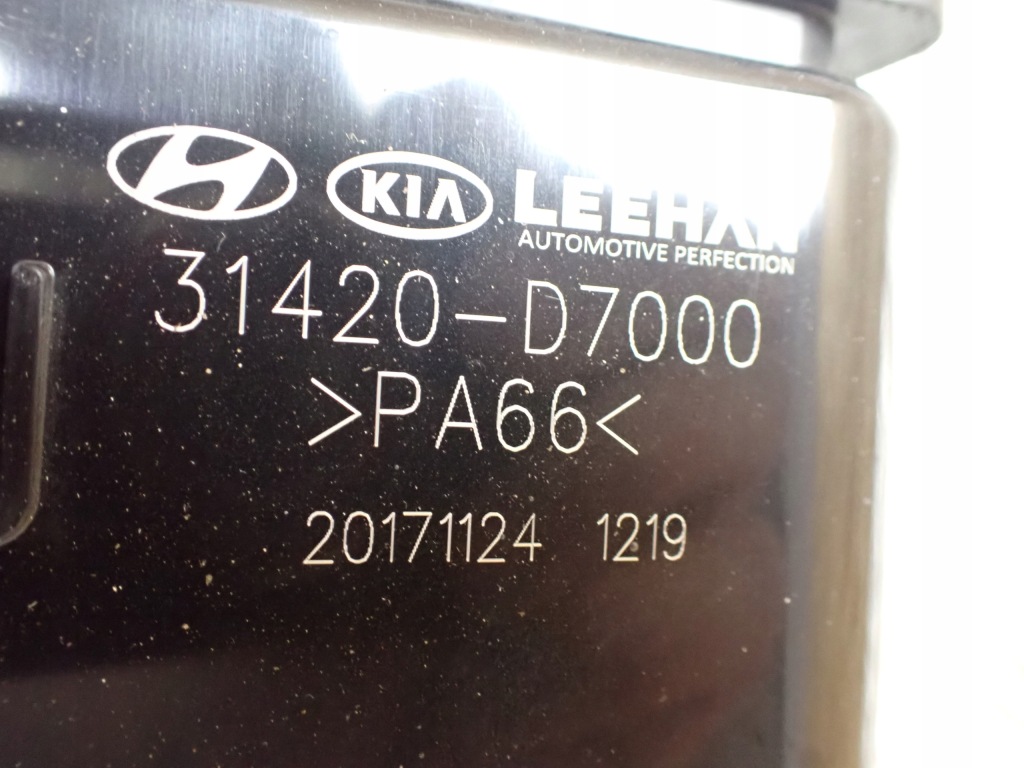 KIA LEEHAN
AUTOMOTIVE PERFECTION
31420-D7000
>PA66<
20171124 1219